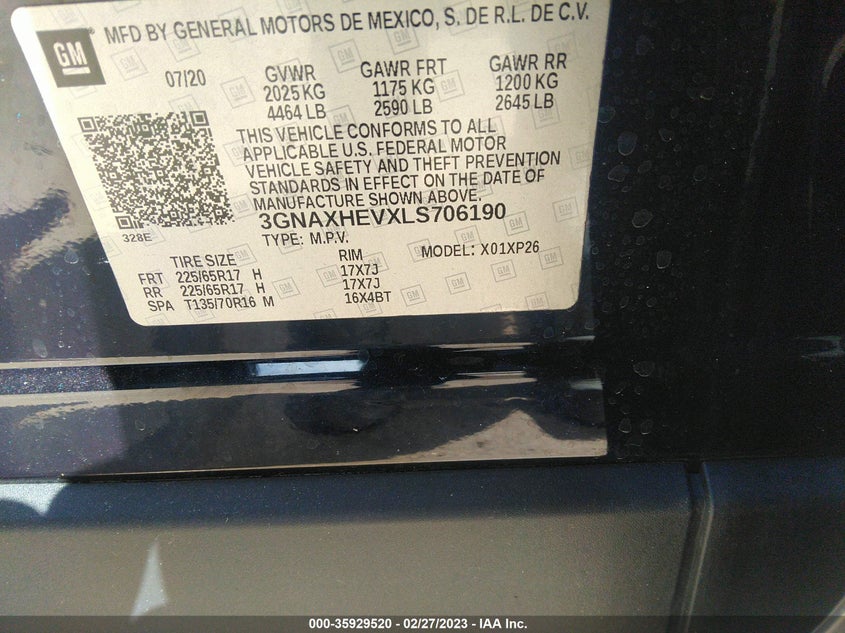 GM
MFD BY GENERAL MOTORS DE MEXICO, S. DE R.L. DE C.V.
07/20 GVWR GAWR FRT GAWR RR
2025 KG 1175 KG 1200 KG
4464 LB 2590 LB 2645 LB
THIS VEHICLE CONFORMS TO ALL
APPLICABLE U.S. FEDERAL MOTOR
VEHICLE SAFETY AND THEFT PREVENTION
STANDARDS IN EFFECT ON THE DATE OF
MANUFACTURE SHOWN ABOVE.
3GNAXHEVXLS706190
328E
TYPE: M.P.V. MODEL: X01XP26
TIRE SIZE RIM
FRT 225/65R17 H 17X7J
RR 225/65R17 H 17X7J
SPA T135/70R16 M 16X4BT
000-35929520 - 02/27/2023 - IAA Inc.